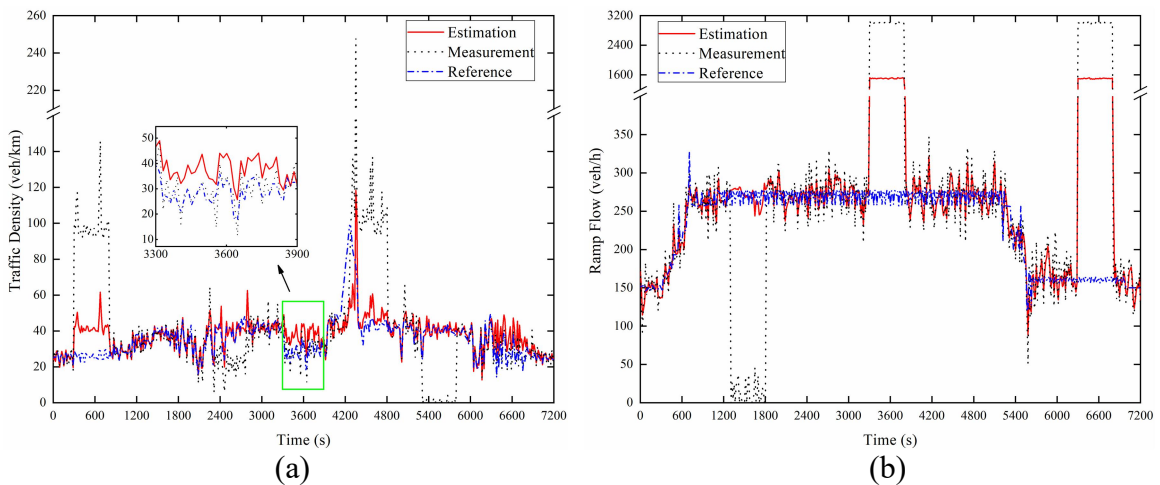 260
240
220
140
120
100
80
60
40
20
0
Traffic Density (veh/km)
Estimation
Measurement
Reference
50
40
30
20
10
3300 3600 3900
0 600 1200 1800 2400 3000 3600 4200 4800 5400 6000 6600 7200
Time (s)
(a)
3200
1600
350
300
250
200
150
100
50
0
Ramp Flow (veh/h)
Estimation
Measurement
Reference
0 600 1200 1800 2400 3000 3600 4200 4800 5400 6000 6600 7200
Time (s)
(b)